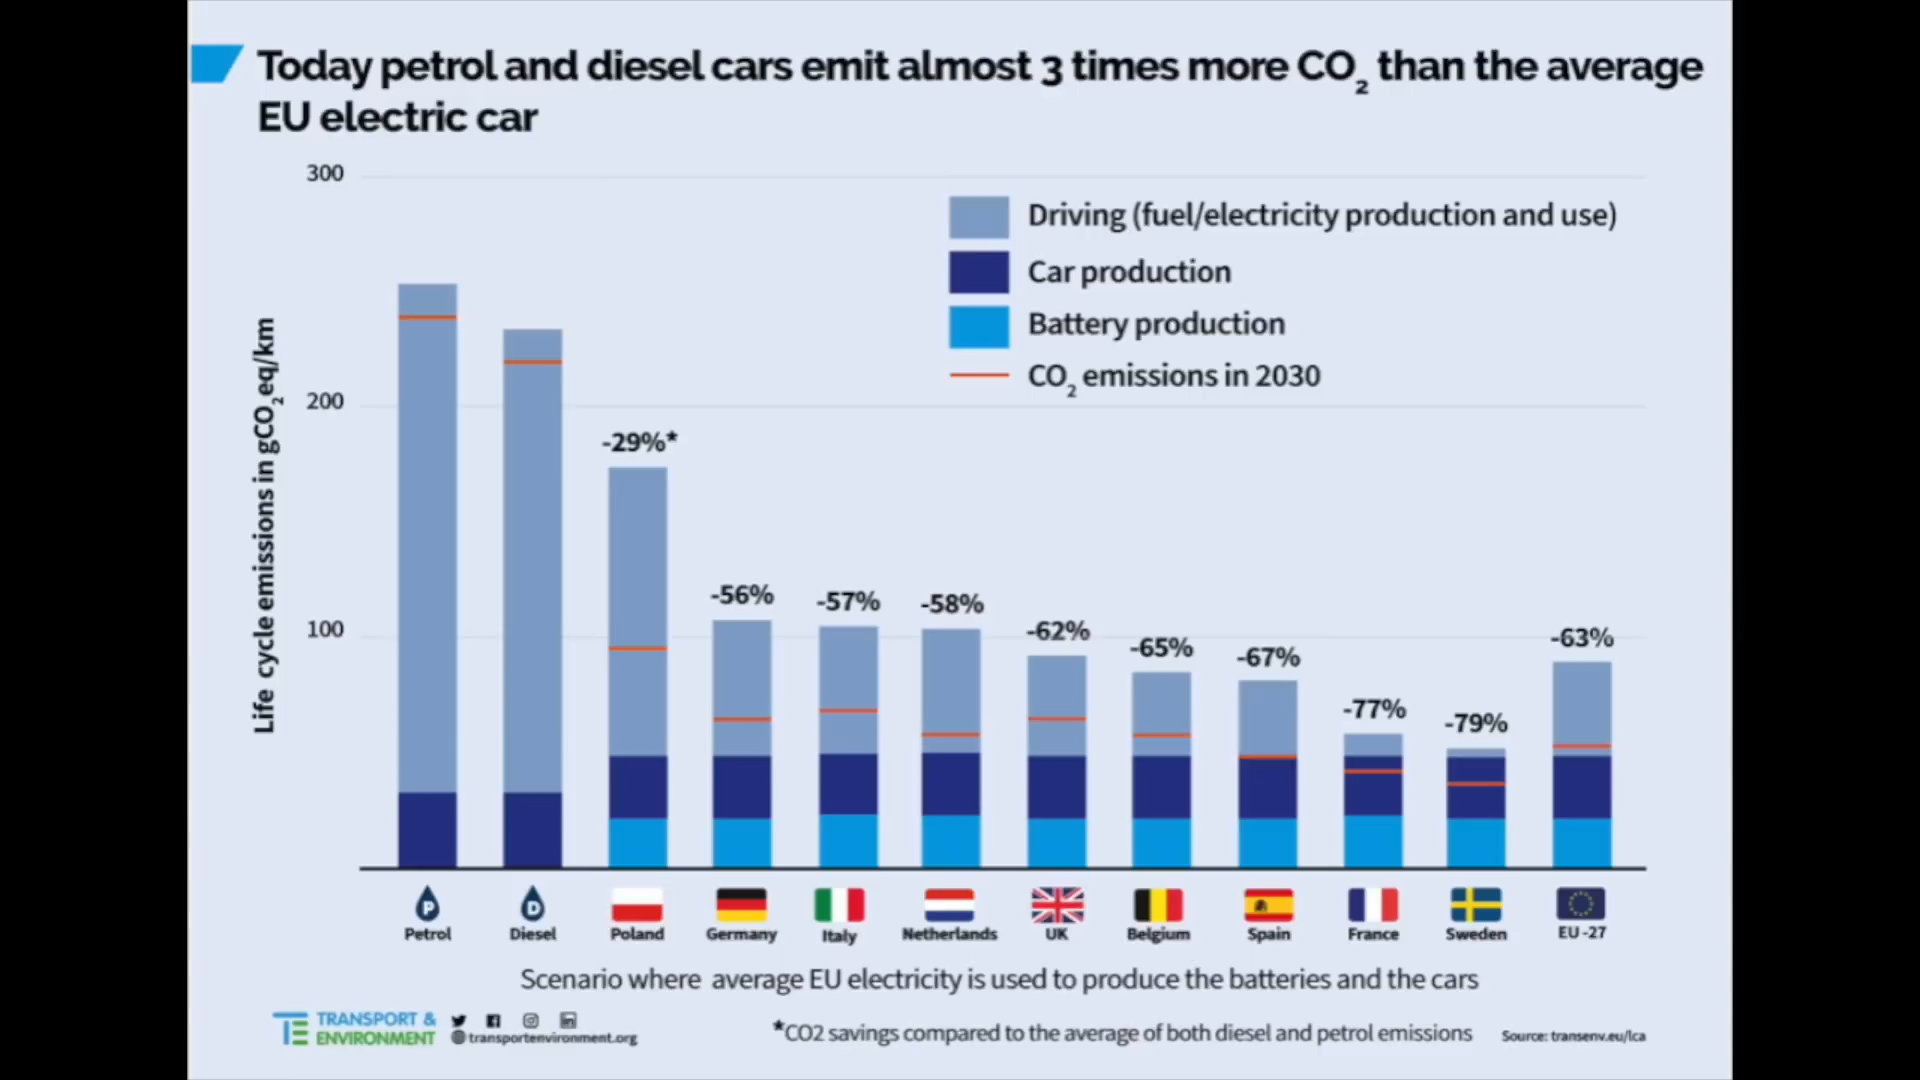 Today petrol and diesel cars emit almost 3 times more CO₂ than the average
EU electric car
300
200
100
Life cycle emissions in gCO₂eq/km
Driving (fuel/electricity production and use)
Car production
Battery production
CO₂ emissions in 2030
-29%*
-56%
-57%
-58%
-62%
-65%
-67%
-77%
-79%
-63%
P
D
Petrol
Diesel
Poland
Germany
Italy
Netherlands
UK
Belgium
Spain
France
Sweden
EU -27
Scenario where average EU electricity is used to produce the batteries and the cars
TRANSPORT &
ENVIRONMENT
transportenvironment.org
*CO2 savings compared to the average of both diesel and petrol emissions
Source: transenv.eu/lca